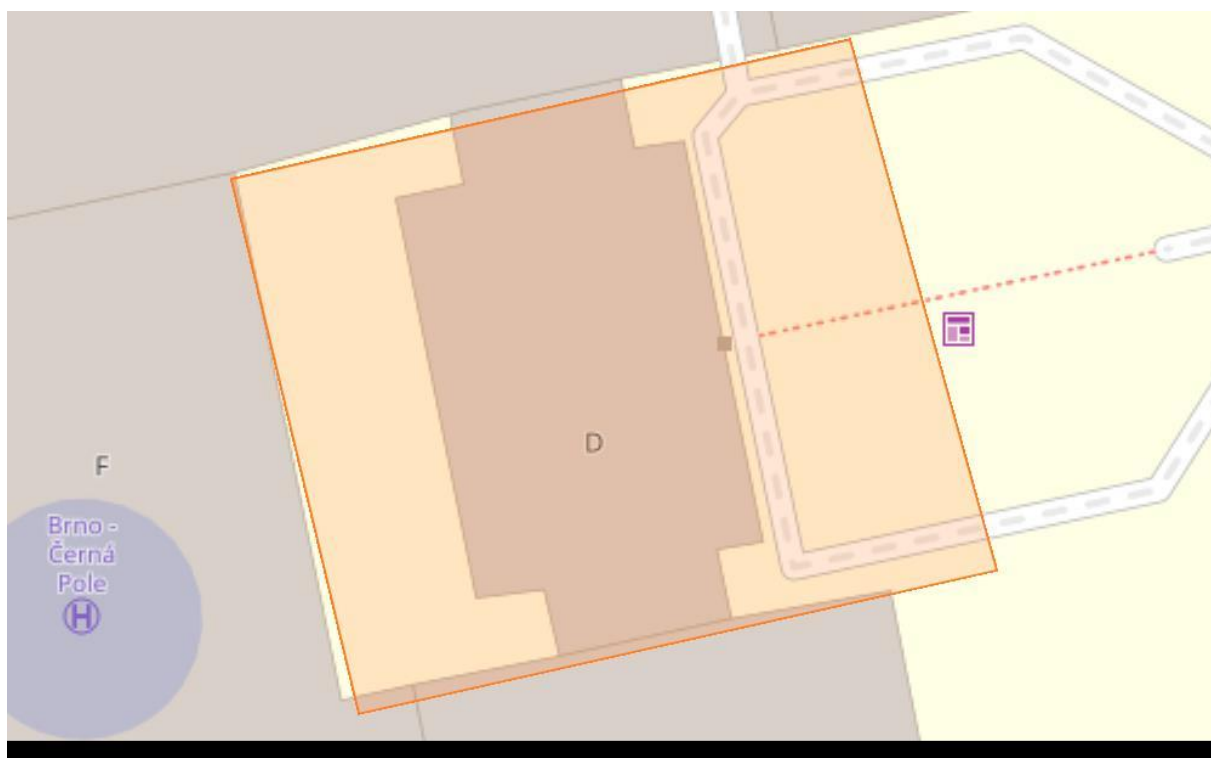 D
F
Brno -
Černá
Pole
H